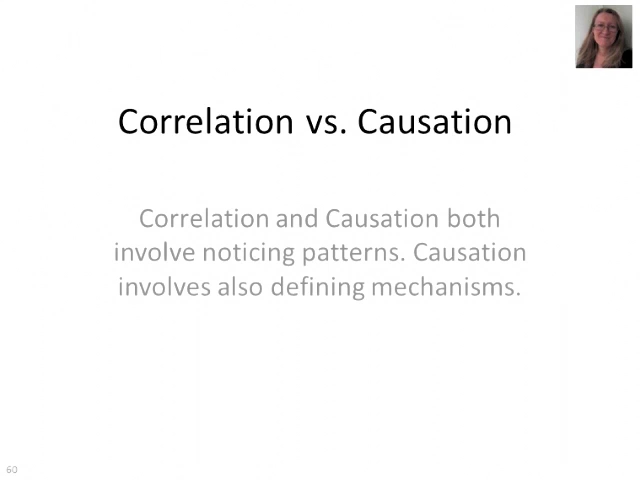 Correlation vs. Causation
Correlation and Causation both
involve noticing patterns. Causation
involves also defining mechanisms.
60